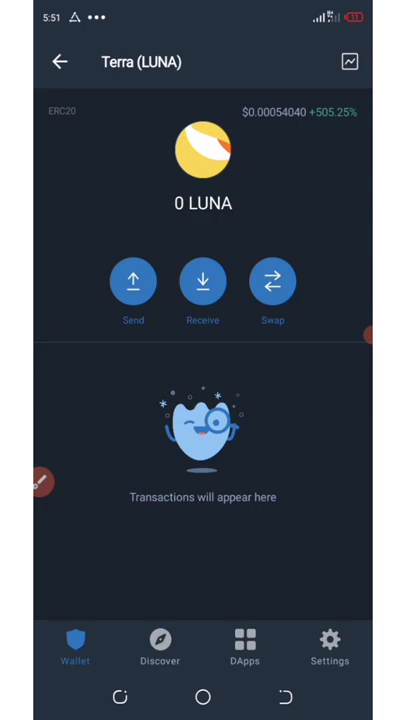 5:51
11
Terra (LUNA)
ERC20
$0.00054040 +505.25%
0 LUNA
Send
Receive
Swap
Transactions will appear here
Wallet
Discover
DApps
Settings